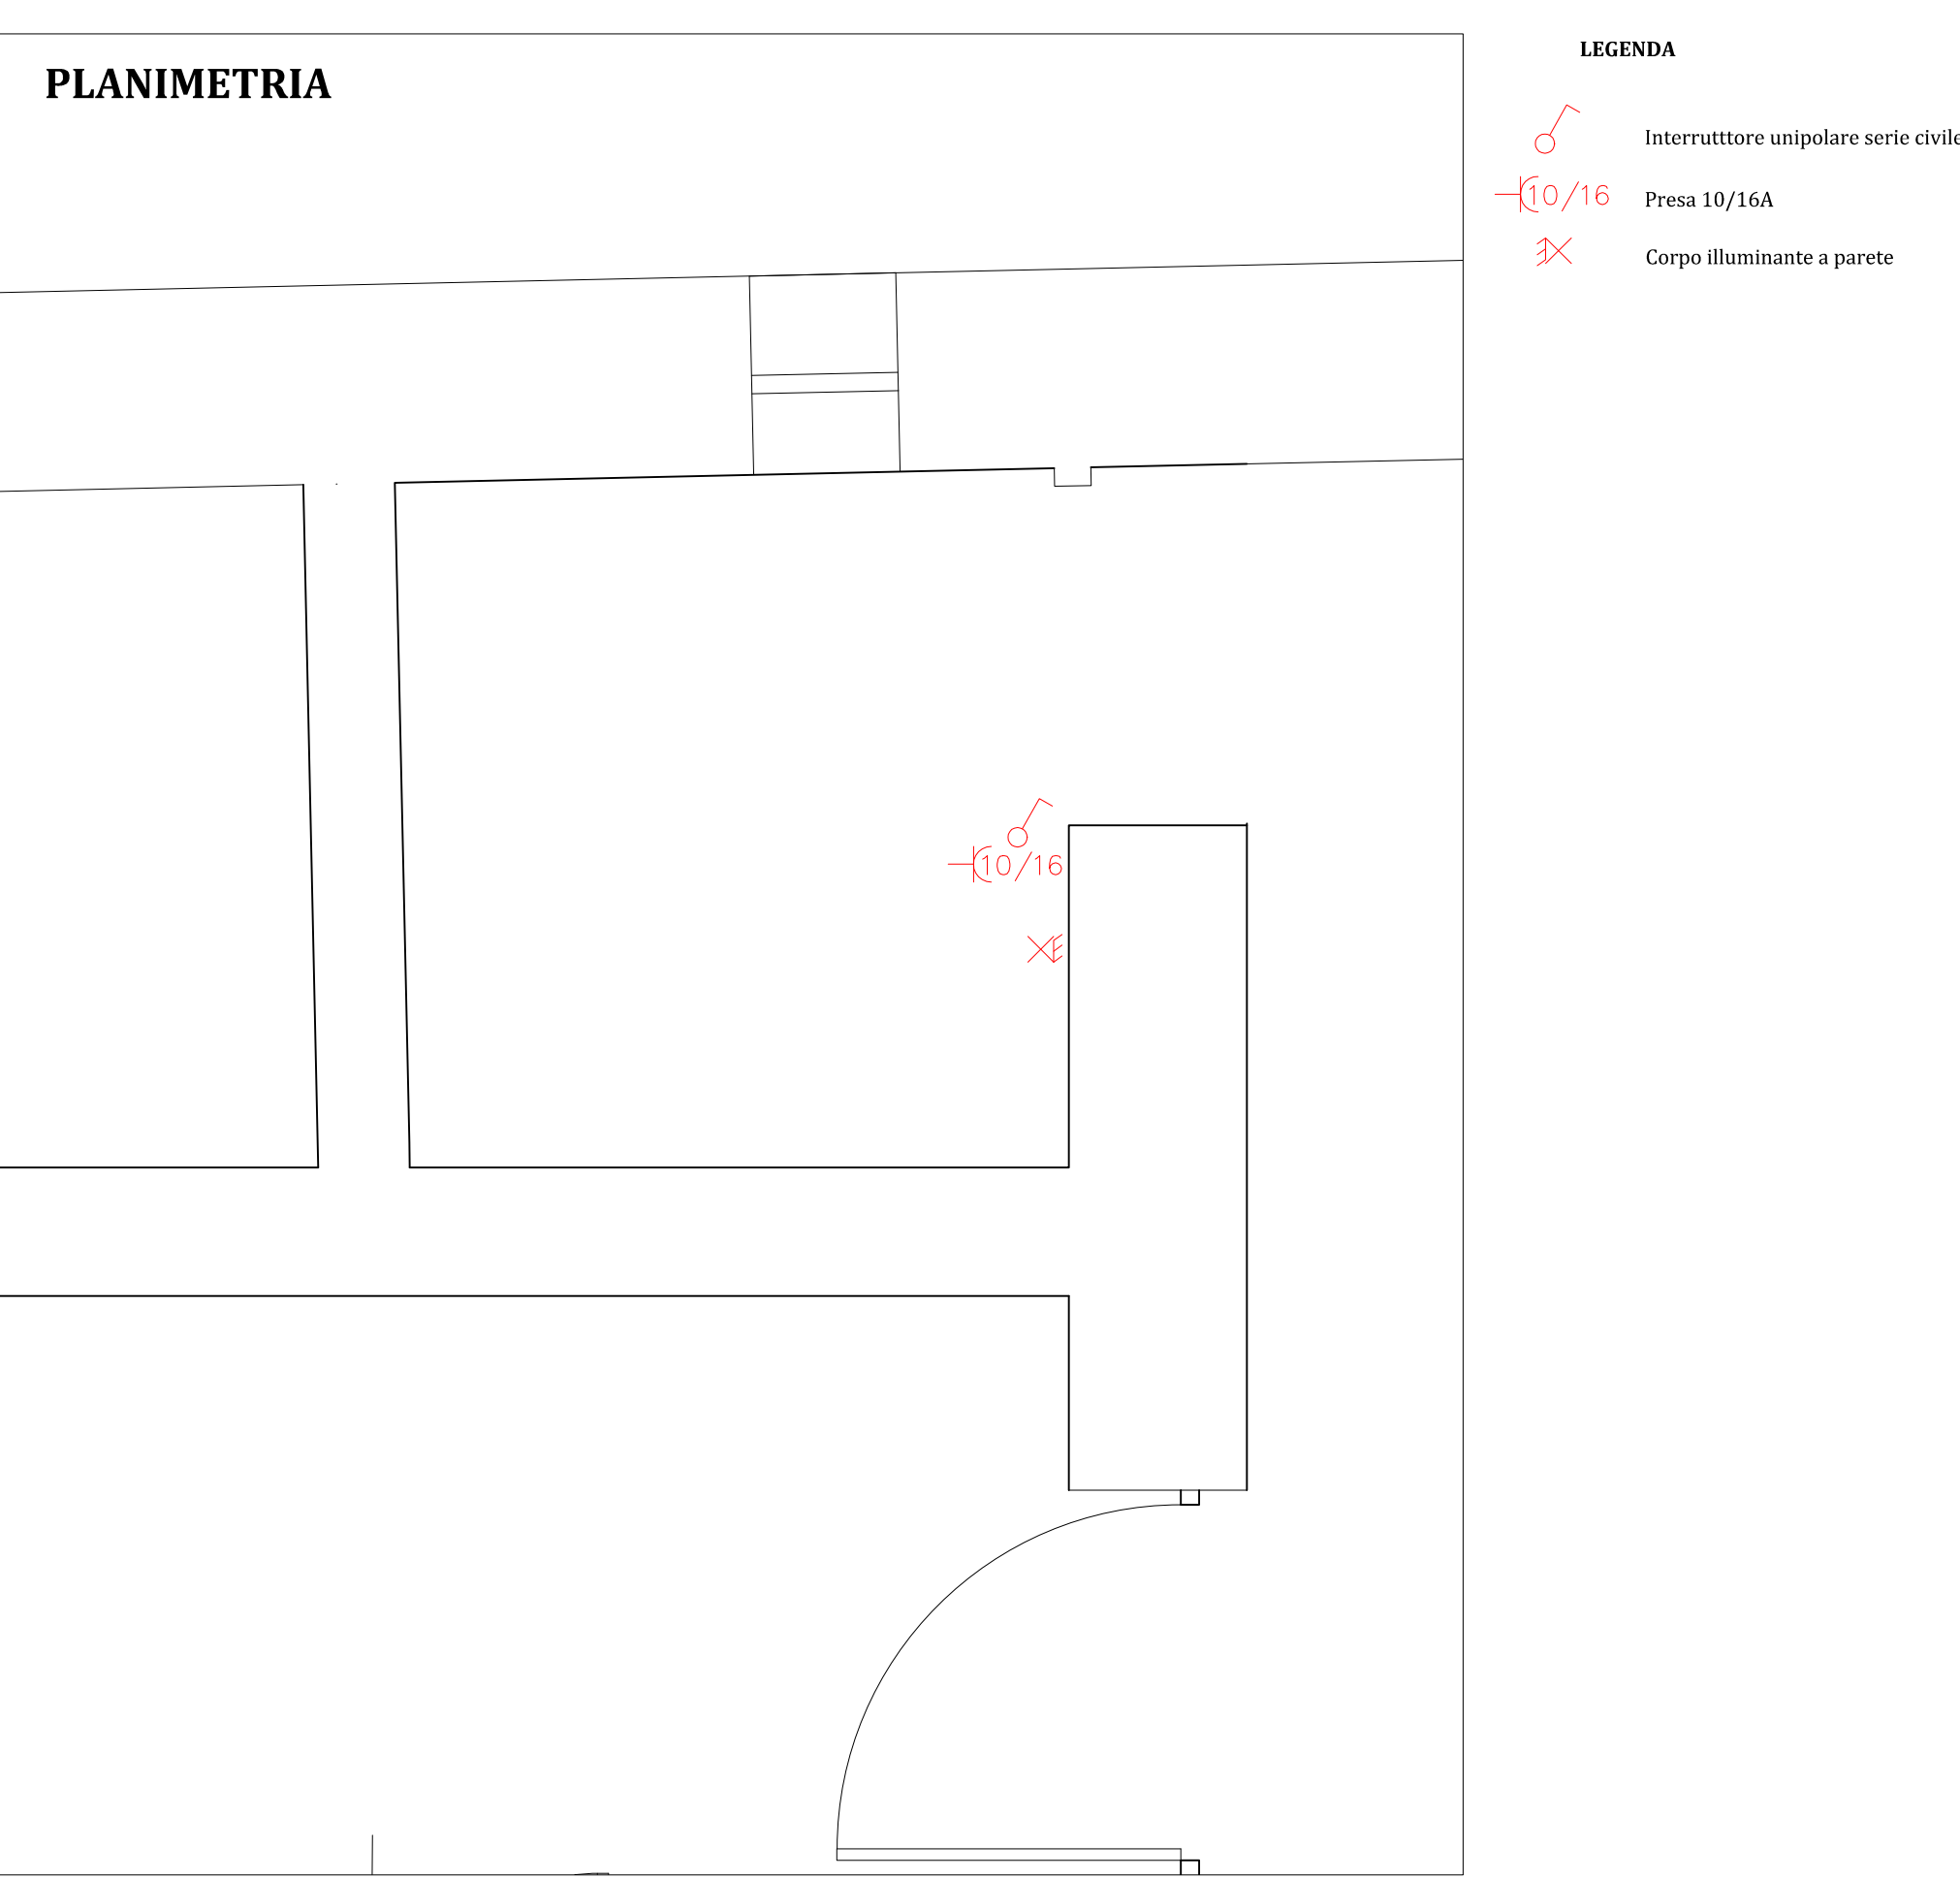 PLANIMETRIA
LEGENDA
Interrutttore unipolare serie civile
10/16 Presa 10/16A
Corpo illuminante a parete
10/16